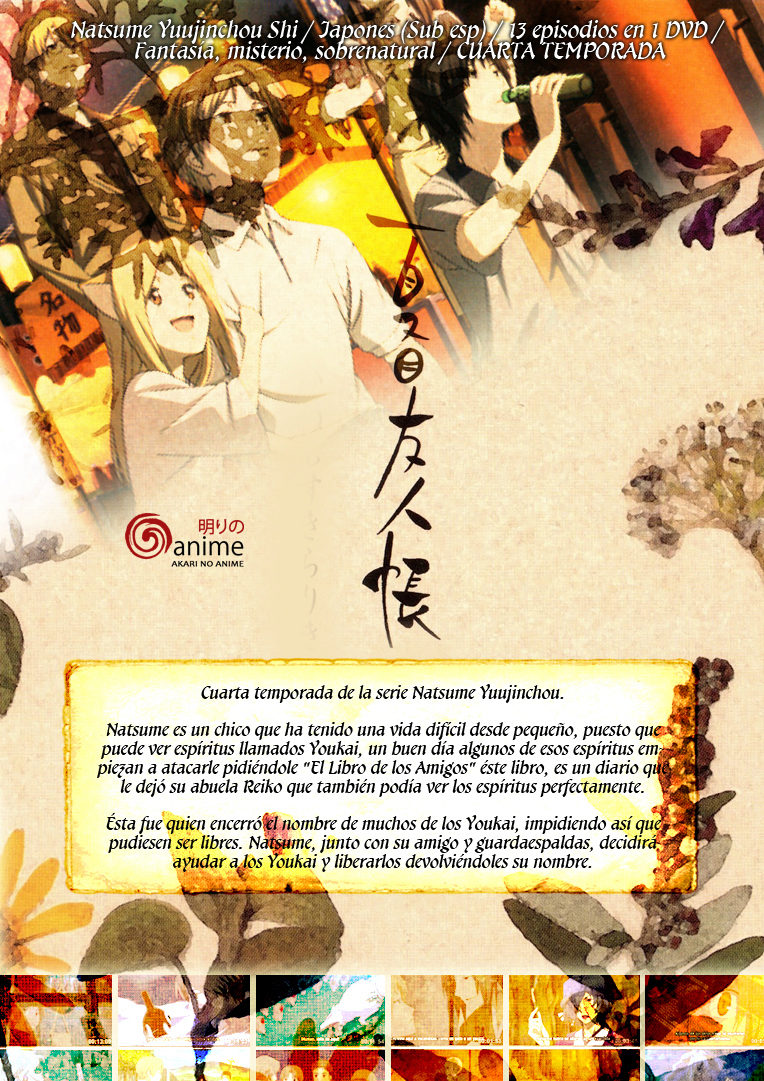 Natsume Yuujinchou Shi / Japones (Sub esp) / 13 episodios en 1 DVD /
Fantasía, misterio, sobrenatural / CUARTA TEMPORADA
名物
夏目友人帳
明りの
anime
AKARI NO ANIME
Cuarta temporada de la serie Natsume Yuujinchou.
Natsume es un chico que ha tenido una vida difícil desde pequeño, puesto que
puede ver espíritus llamados Youkai, un buen día algunos de esos espíritus em-
piezan a atacarle pidiéndole "El Libro de los Amigos" éste libro, es un diario que
le dejó su abuela Reiko que también podía ver los espíritus perfectamente.
Ésta fue quien encerró el nombre de muchos de los Youkai, impidiendo así que
pudiesen ser libres. Natsume, junto con su amigo y guardaespaldas, decidirá
ayudar a los Youkai y liberarlos devolviéndoles su nombre.